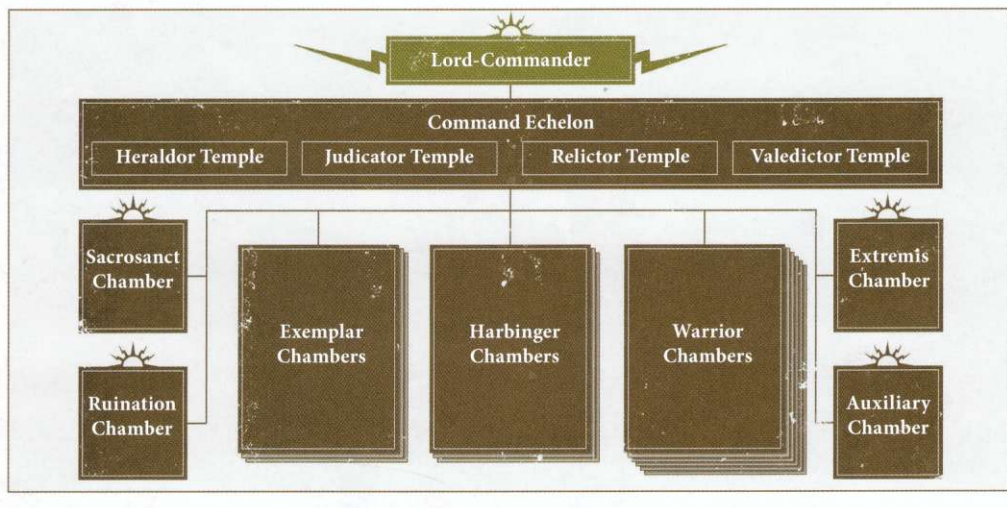 Lord-Commander
Command Echelon
Heraldor Temple
Judicator Temple
Relictor Temple
Valedictor Temple
Sacrosanct
Chamber
Exemplar
Chambers
Harbinger
Chambers
Warrior
Chambers
Extremis
Chamber
Ruination
Chamber
Auxiliary
Chamber